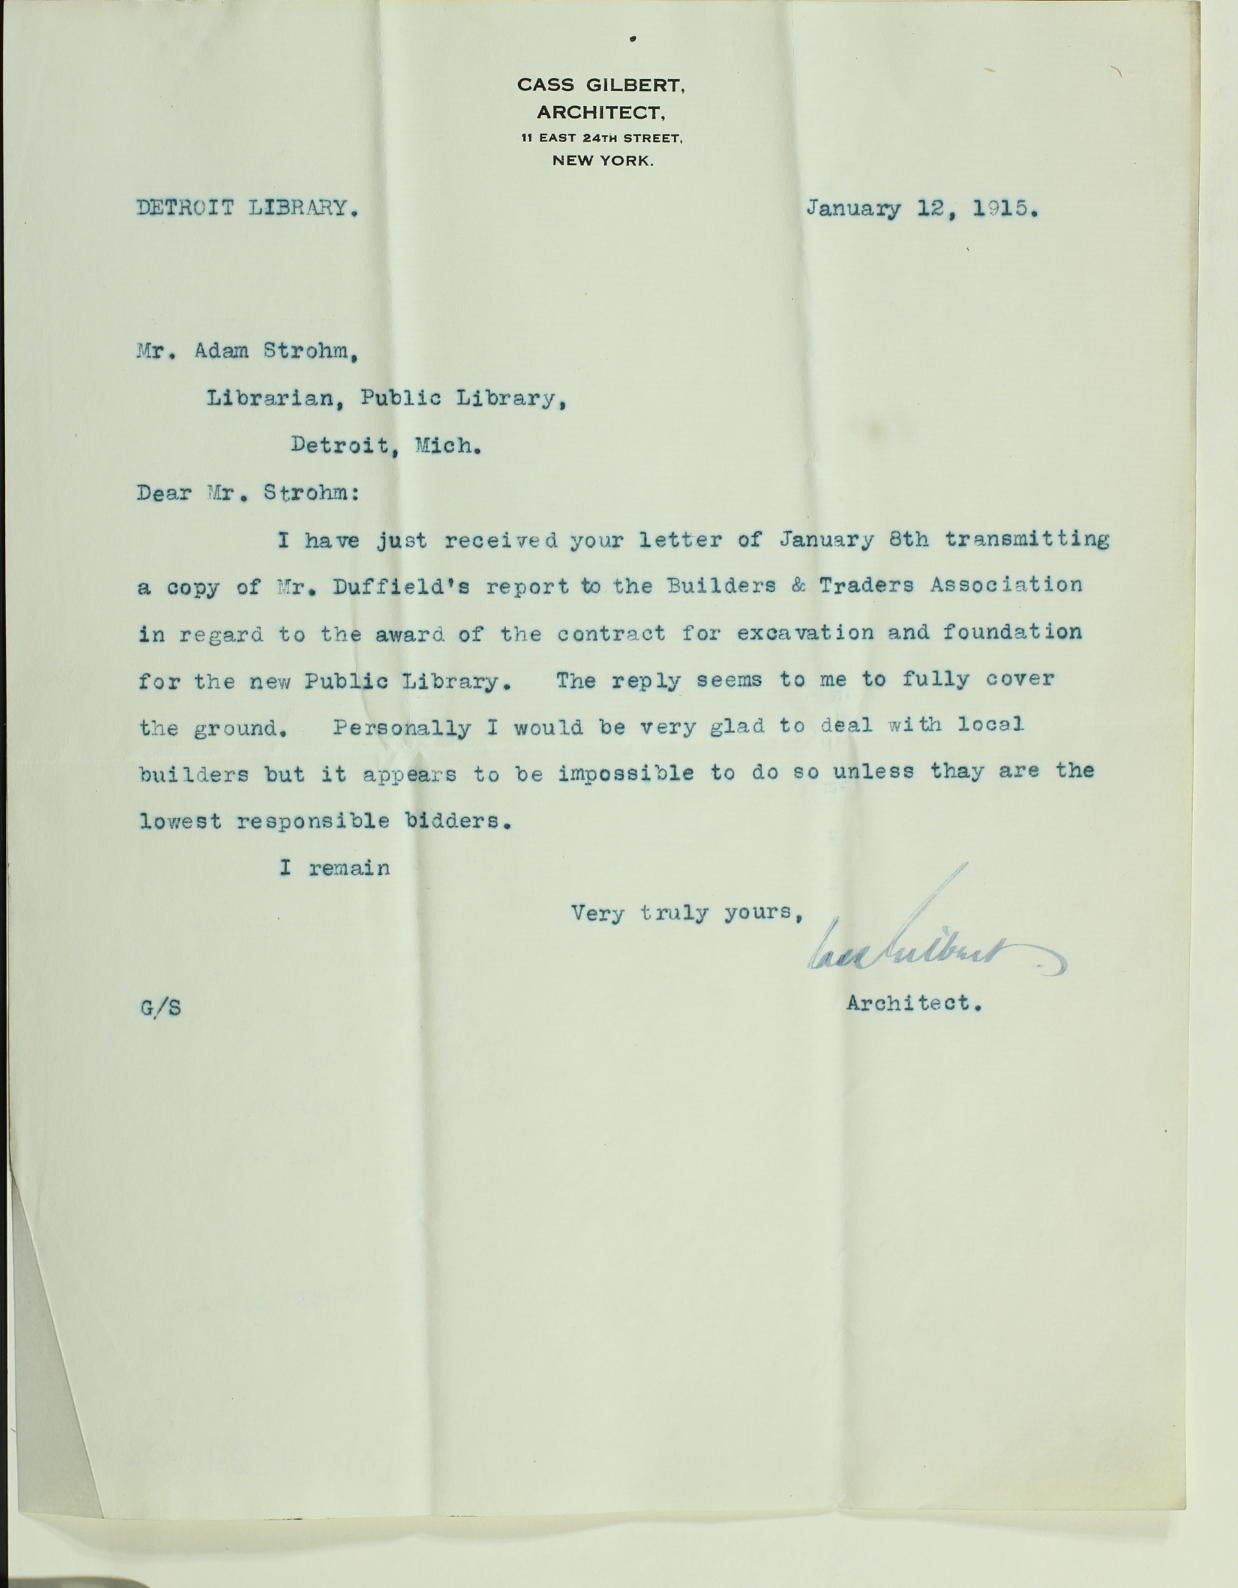 CASS GILBERT,
ARCHITECT,
11 EAST 24TH STREET,
NEW YORK.
DETROIT LIBRARY. January 12, 1915.
Mr. Adam Strohm,
Librarian, Public Library,
Detroit, Mich.
Dear Mr. Strohm:
I have just received your letter of January 8th transmitting
a copy of Mr. Duffield's report to the Builders & Traders Association
in regard to the award of the contract for excavation and foundation
for the new Public Library. The reply seems to me to fully cover
the ground. Personally I would be very glad to deal with local
builders but it appears to be impossible to do so unless thay are the
lowest responsible bidders.
I remain
Very truly yours,
Cass Gilbert
G/S Architect.